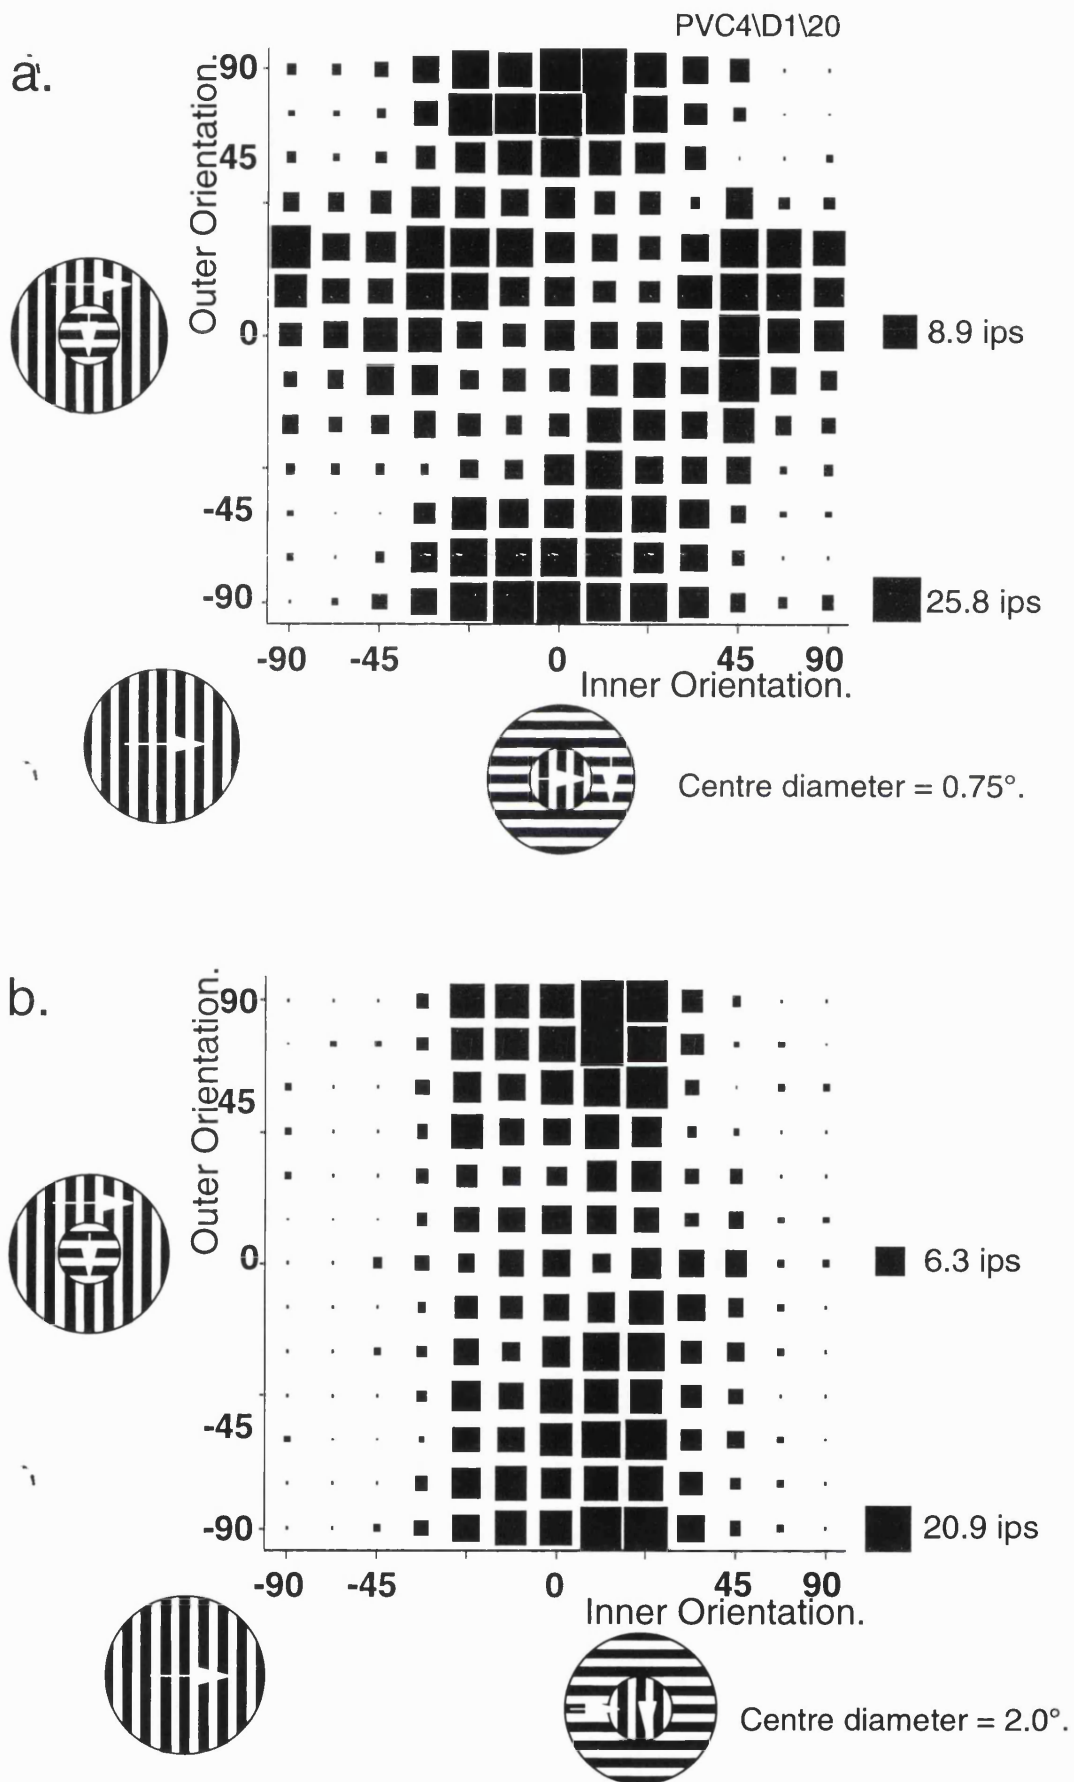 PVC4\D1\20
a.
Outer Orientation.
90
45
0
-45
-90
8.9 ips
25.8 ips
-90 -45 0 45 90
Inner Orientation.
Centre diameter = 0.75°.
b.
Outer Orientation.
90
45
0
-45
-90
6.3 ips
20.9 ips
-90 -45 0 45 90
Inner Orientation.
Centre diameter = 2.0°.